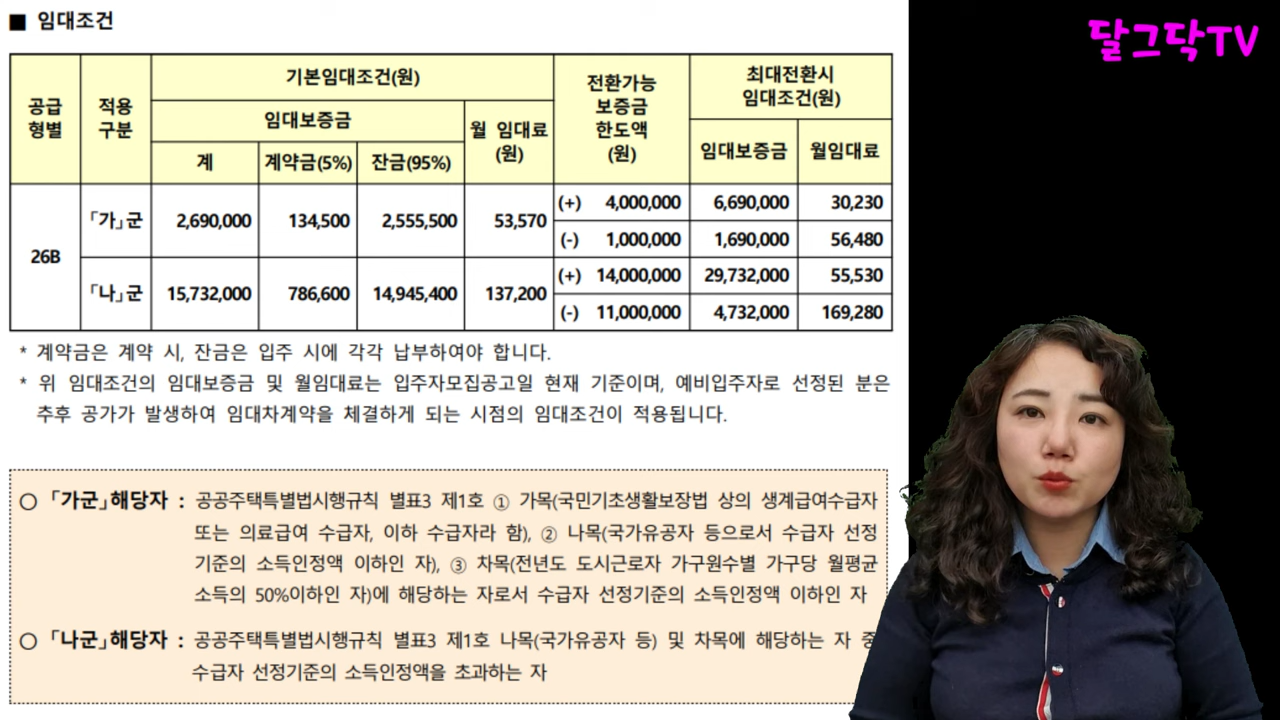 ■ 임대조건
달그닥TV
공급형별 적용구분 기본임대조건(원) 전환가능 보증금 한도액 (원) 최대전환시 임대조건(원)
임대보증금 월 임대료 (원) 임대보증금 월임대료
계 계약금(5%) 잔금(95%)
26B 「가」군 2,690,000 134,500 2,555,500 53,570 (+) 4,000,000 6,690,000 30,230
(-) 1,000,000 1,690,000 56,480
「나」군 15,732,000 786,600 14,945,400 137,200 (+) 14,000,000 29,732,000 55,530
(-) 11,000,000 4,732,000 169,280
* 계약금은 계약 시, 잔금은 입주 시에 각각 납부하여야 합니다.
* 위 임대조건의 임대보증금 및 월임대료는 입주자모집공고일 현재 기준이며, 예비입주자로 선정된 분은
추후 공가가 발생하여 임대차계약을 체결하게 되는 시점의 임대조건이 적용됩니다.
○ 「가군」해당자 : 공공주택특별법시행규칙 별표3 제1호 ① 가목(국민기초생활보장법 상의 생계급여수급자
또는 의료급여 수급자, 이하 수급자라 함), ② 나목(국가유공자 등으로서 수급자 선정
기준의 소득인정액 이하인 자), ③ 차목(전년도 도시근로자 가구원수별 가구당 월평균
소득의 50%이하인 자)에 해당하는 자로서 수급자 선정기준의 소득인정액 이하인 자
○ 「나군」해당자 : 공공주택특별법시행규칙 별표3 제1호 나목(국가유공자 등) 및 차목에 해당하는 자 중
수급자 선정기준의 소득인정액을 초과하는 자